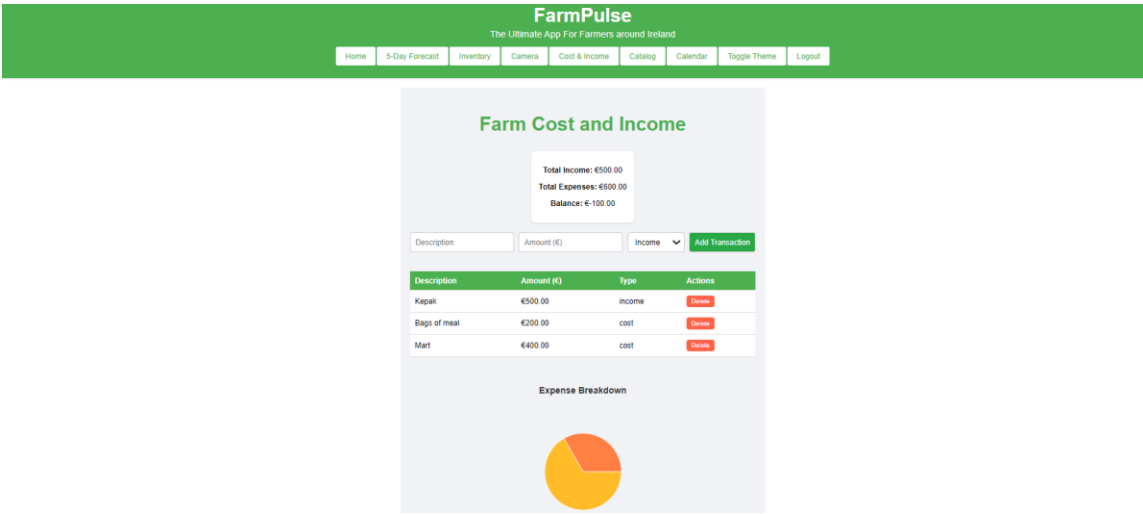 FarmPulse
The Ultimate App For Farmers around Ireland
Home 5-Day Forecast Inventory Camera Cost & Income Catalog Calendar Toggle Theme Logout
Farm Cost and Income
Total Income: €500.00
Total Expenses: €600.00
Balance: €-100.00
Description Amount (€) Income Add Transaction
Description Amount (€) Type Actions
Kepak €500.00 income Delete
Bags of meal €200.00 cost Delete
Mart €400.00 cost Delete
Expense Breakdown